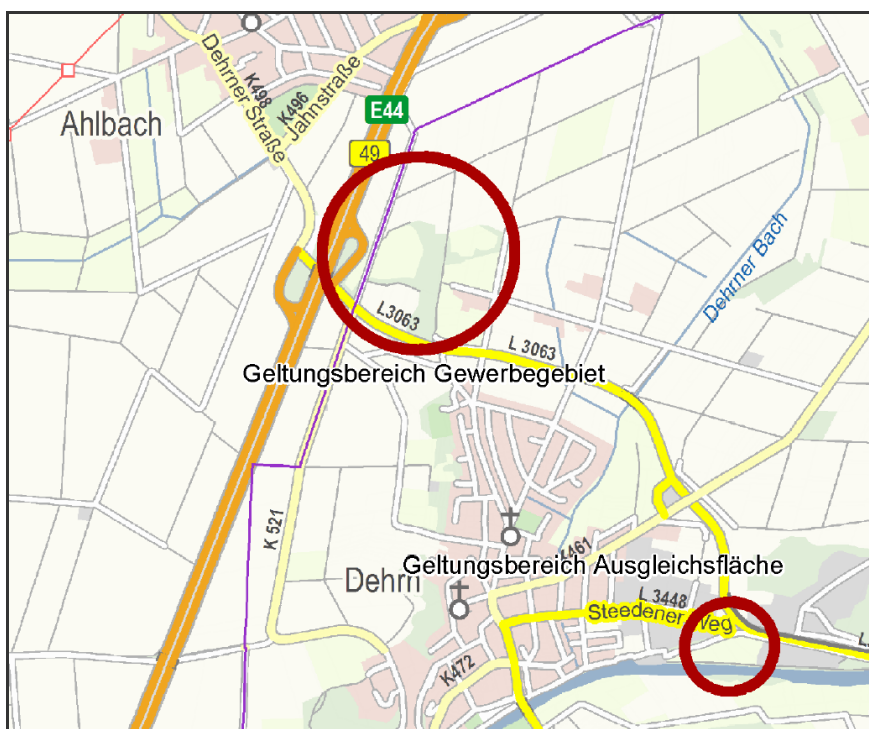 K498
Dehrner Straße
K496
Jahnstraße
Ahlbach
E44
49
Dehrner Bach
L3063
L 3063
Geltungsbereich Gewerbegebiet
K 521
Geltungsbereich Ausgleichsfläche
Dehrn
L 3448
Steedener Weg
K472